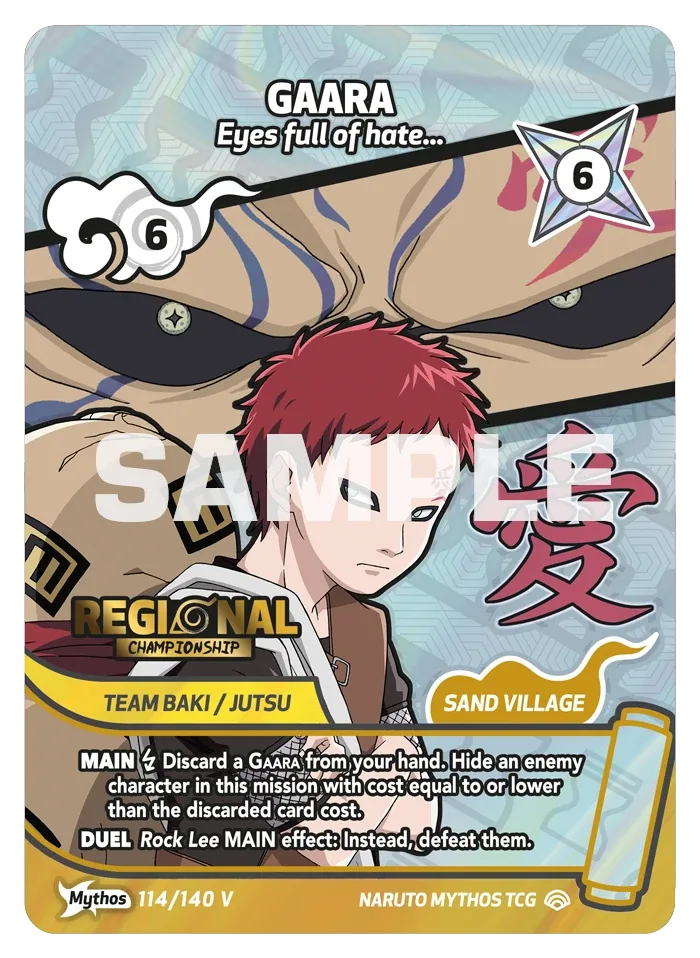 GAARA
Eyes full of hate...
6
6
SAMPLE
愛
REGIONAL
CHAMPIONSHIP
TEAM BAKI / JUTSU
SAND VILLAGE
MAIN Discard a GAARA from your hand. Hide an enemy
character in this mission with cost equal to or lower
than the discarded card cost.
DUEL Rock Lee MAIN effect: Instead, defeat them.
Mythos 114/140 V
NARUTO MYTHOS TCG